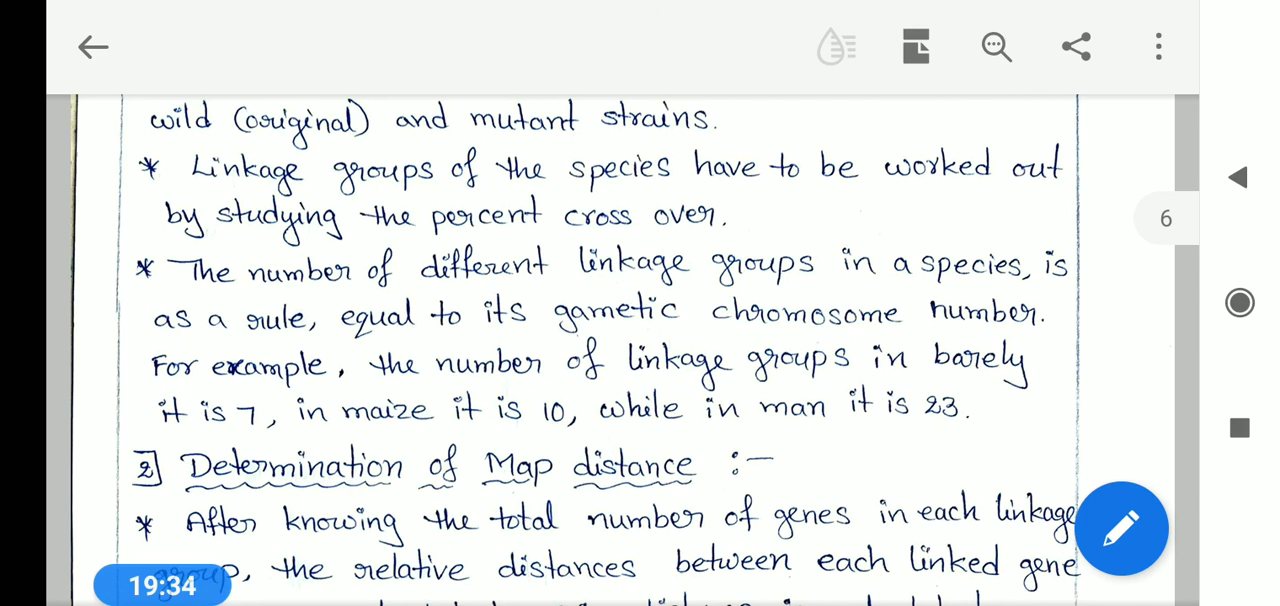 wild (original) and mutant strains.
* Linkage groups of the species have to be worked out
by studying the percent cross over.
6
* The number of different linkage groups in a species, is
as a rule, equal to its gametic chromosome number.
For example, the number of linkage groups in barely
it is 7, in maize it is 10, while in man it is 23.
2] Determination of Map distance :-
* After knowing the total number of genes in each linkage
group, the relative distances between each linked gene
19:34